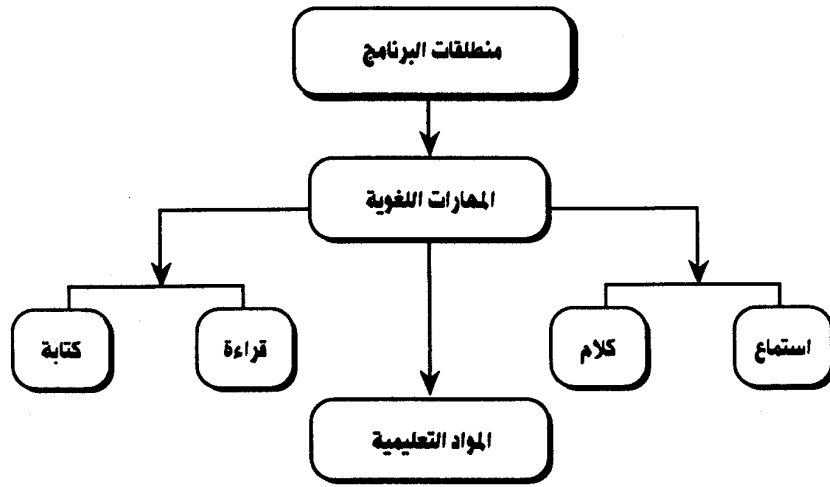 منطلقات البرنامج
المهارات اللغوية
استماع
كلام
قراءة
كتابة
المواد التعليمية